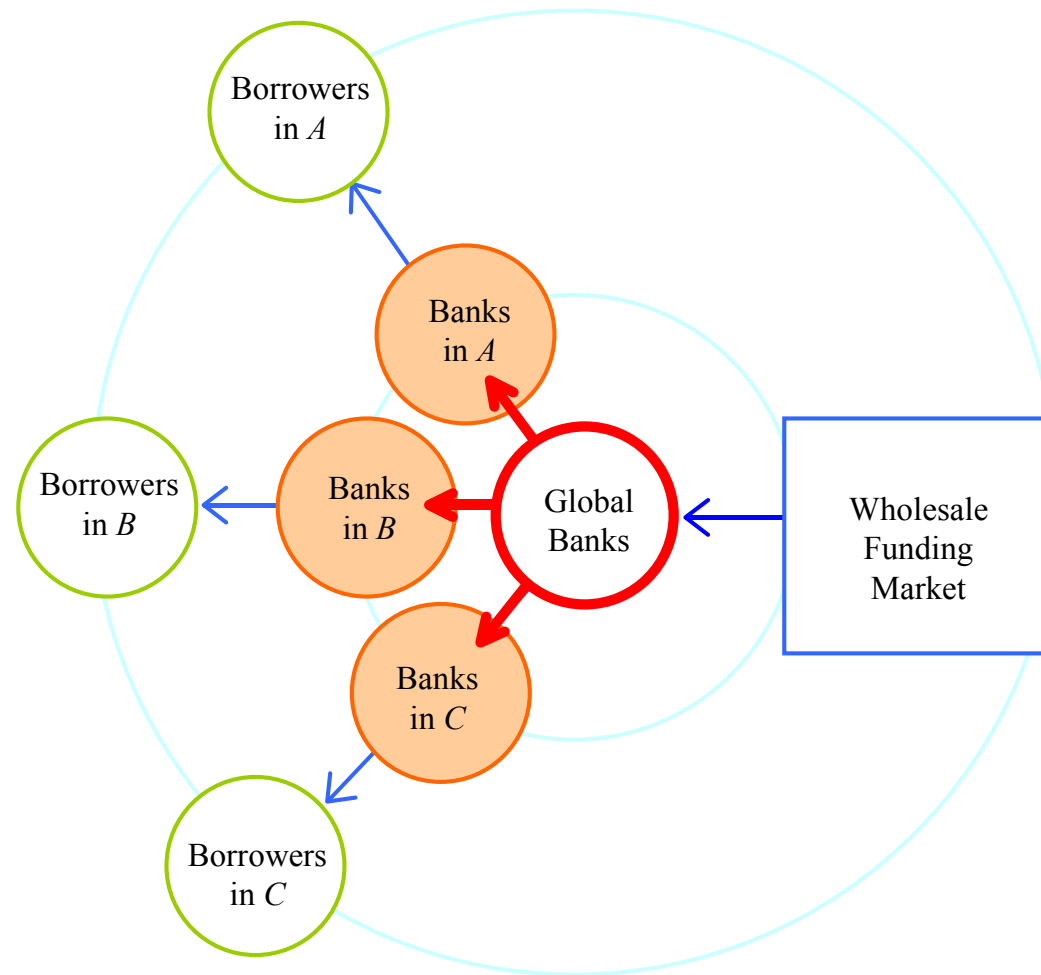 Borrowers
in A
Banks
in A
Borrowers
in B
Banks
in B
Global
Banks
Wholesale
Funding
Market
Banks
in C
Borrowers
in C